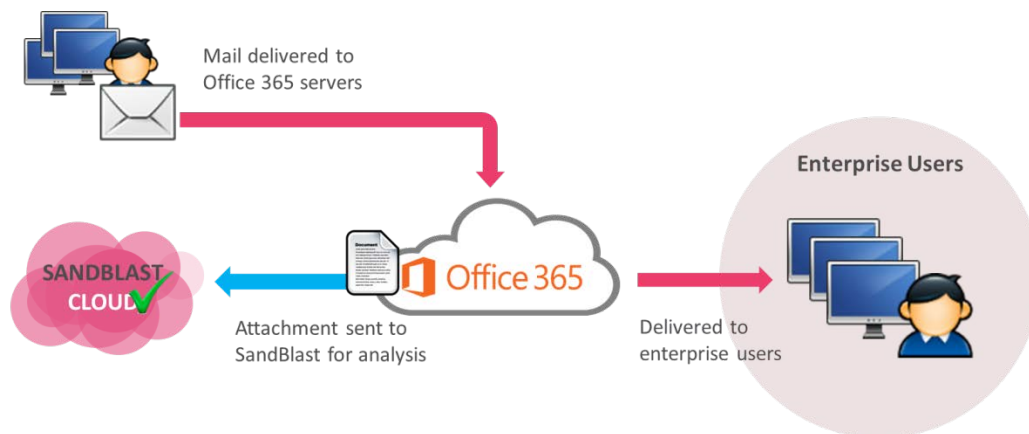 Mail delivered to
Office 365 servers
Enterprise Users
Document
Office 365
SANDBLAST
CLOUD
Attachment sent to
SandBlast for analysis
Delivered to
enterprise users